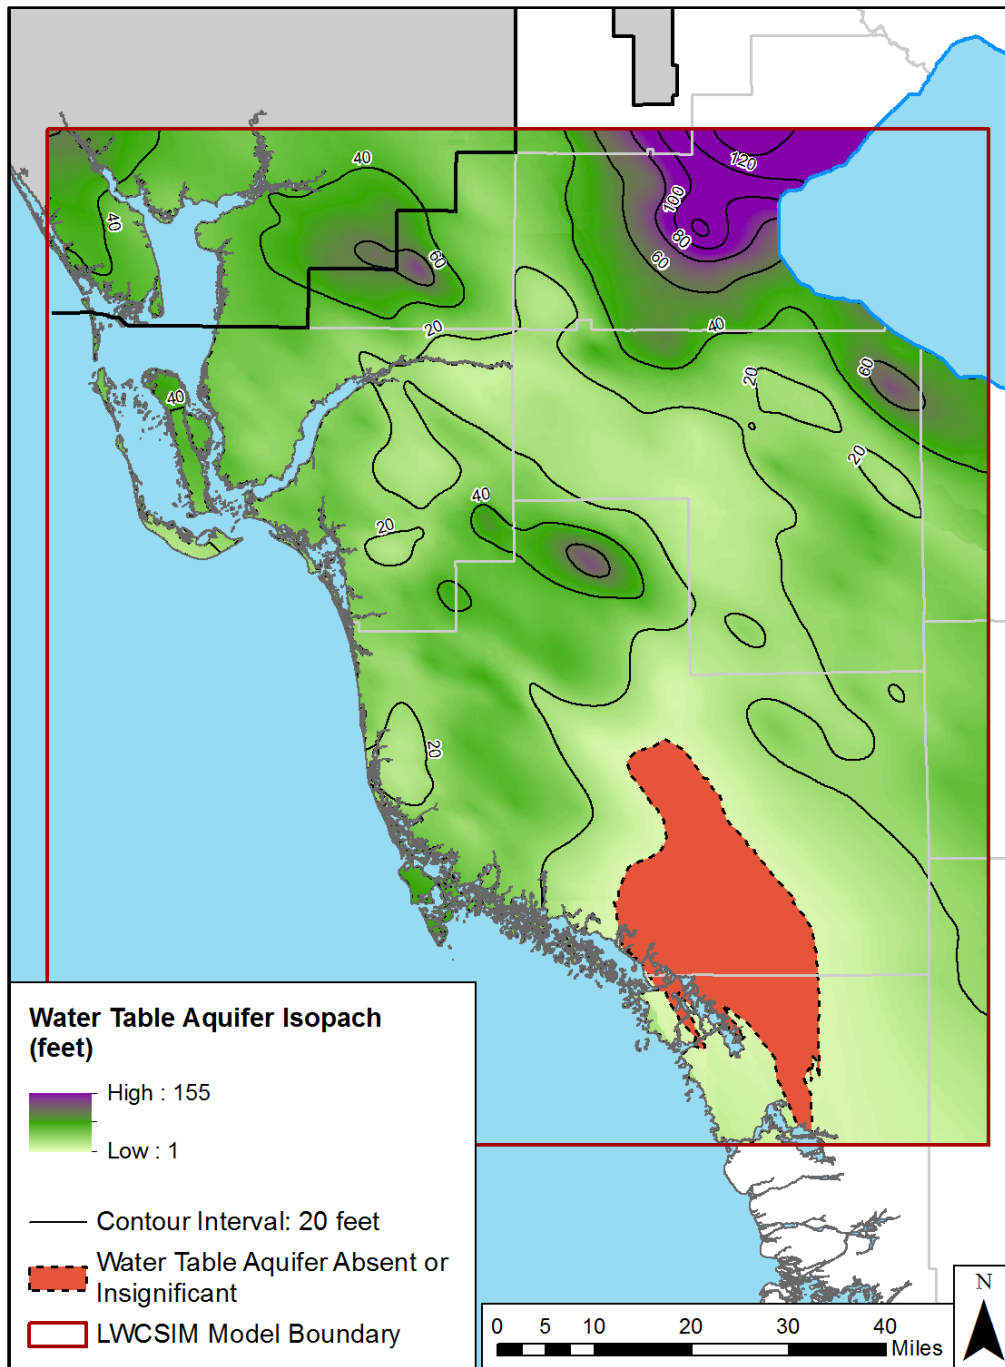 120
40
100
40
80
60
60
20
40
60
20
40
20
40
20
20
Water Table Aquifer Isopach
(feet)
High : 155
Low : 1
Contour Interval: 20 feet
Water Table Aquifer Absent or
Insignificant
LWCSIM Model Boundary
N
0 5 10 20 30 40
Miles